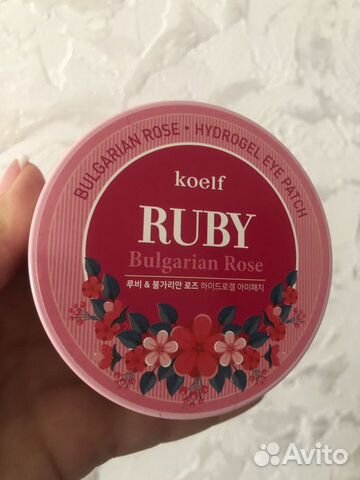 BULGARIAN ROSE • HYDROGEL EYE PATCH
koelf
RUBY
Bulgarian Rose
루비 & 불가리안 로즈 하이드로겔 아이패치
Avito